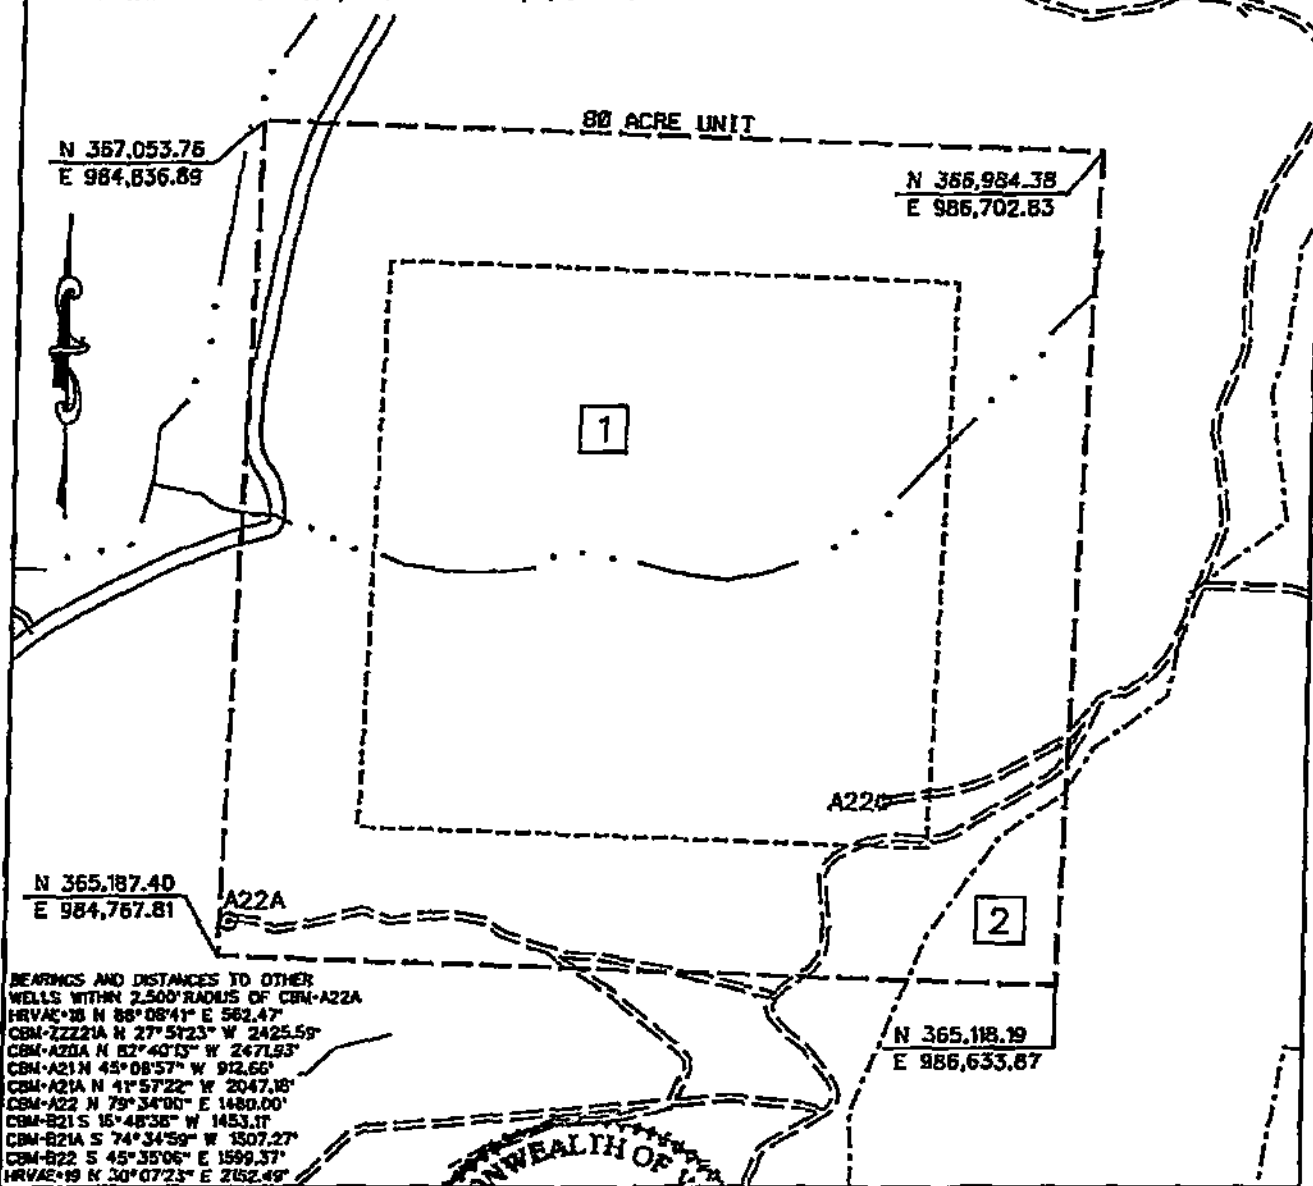 80 ACRE UNIT
N 367,053.76
E 984,836.89
N 366,984.38
E 986,702.83
1
A22
A22A
N 365,187.40
E 984,767.81
2
N 365,118.19
E 986,633.87
BEARINGS AND DISTANCES TO OTHER
WELLS WITHIN 2,500' RADIUS OF CBM-A22A
HRVAE-18 N 86°08'41" E 562.47'
CBM-ZZZ21A N 27°51'23" W 2425.59'
CBM-A20A N 82°40'13" W 2471.93'
CBM-A21 N 45°08'57" W 912.66'
CBM-A21A N 41°57'22" W 2047.18'
CBM-A22 N 79°34'00" E 1480.00'
CBM-B21 S 16°48'36" W 1453.11'
CBM-B21A S 74°34'59" W 1507.27'
CBM-B22 S 45°35'06" E 1599.37'
HRVAE-19 N 30°07'23" E 2152.49'
ONWEALTH OF